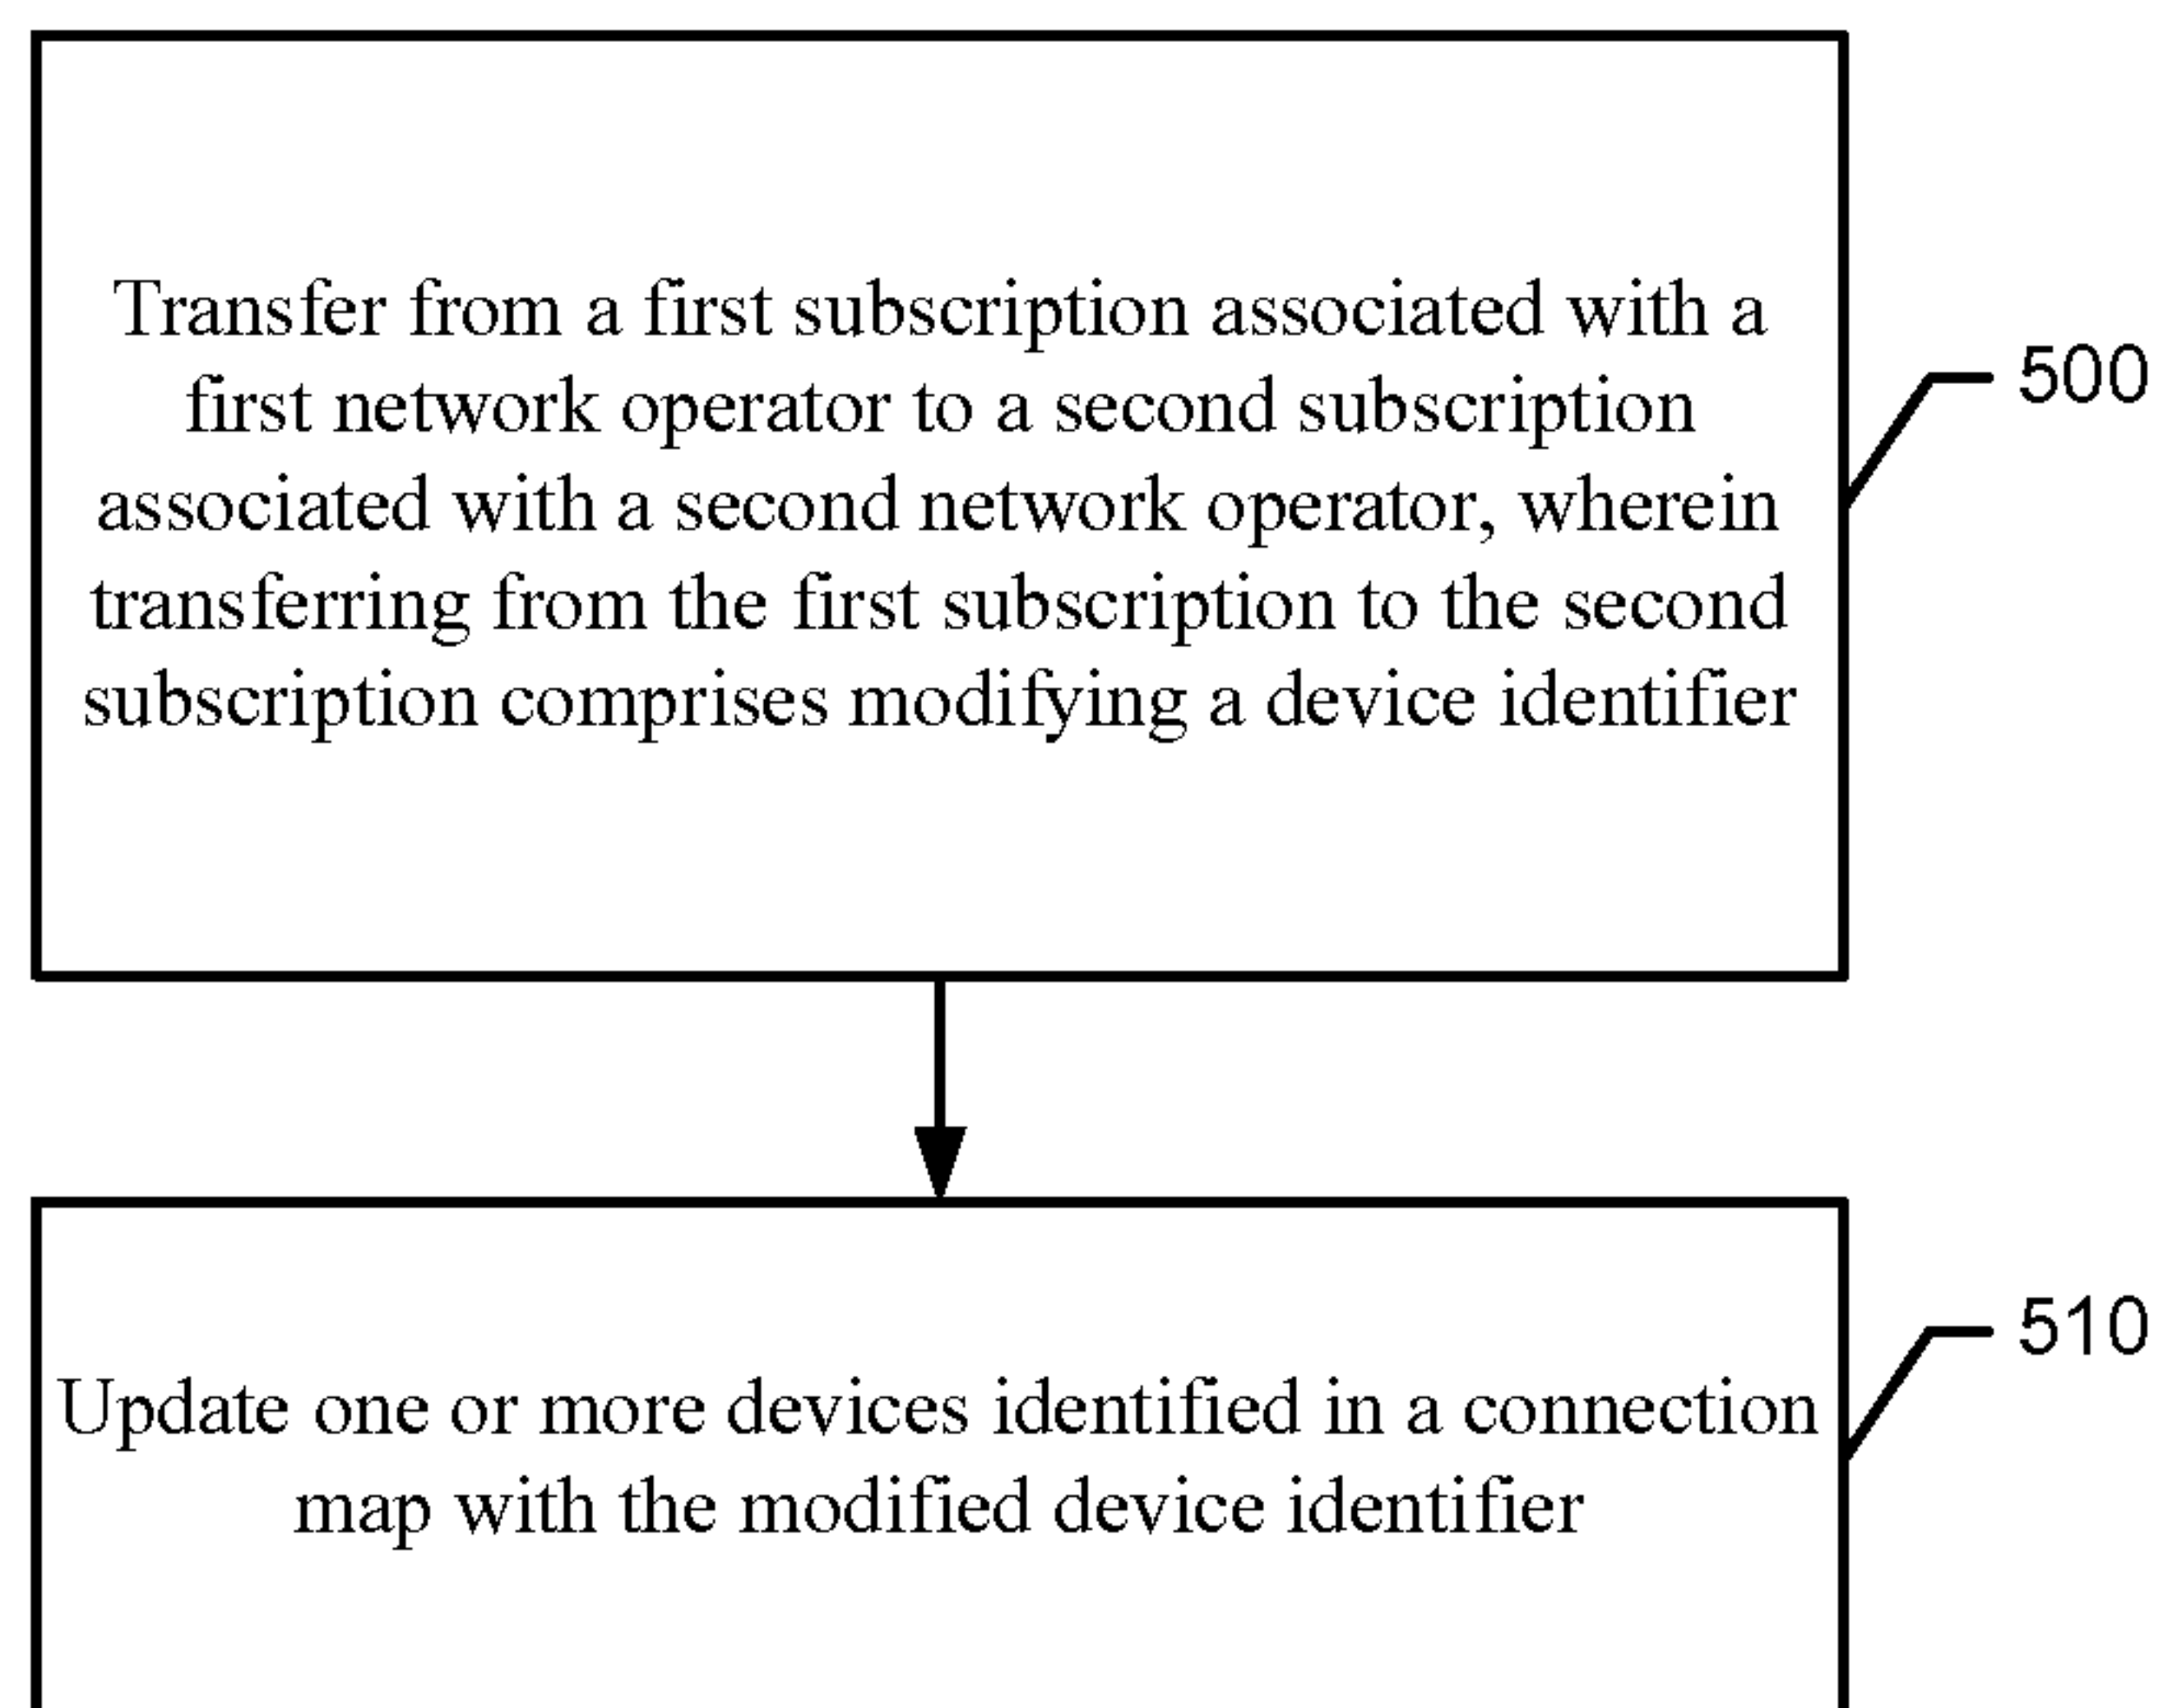 Transfer from a first subscription associated with a
first network operator to a second subscription
associated with a second network operator, wherein
transferring from the first subscription to the second
subscription comprises modifying a device identifier
500
Update one or more devices identified in a connection
map with the modified device identifier
510